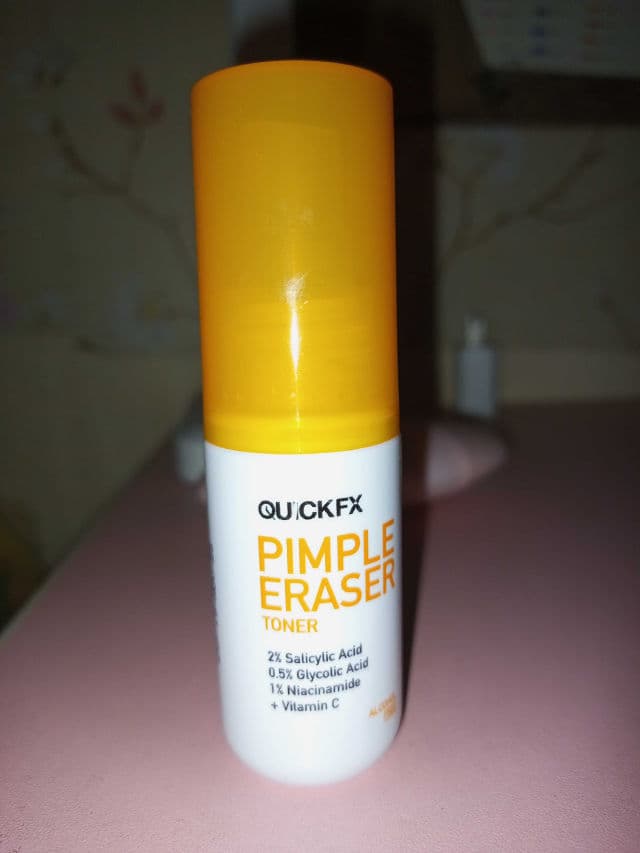 QUICKFX
PIMPLE
ERASER
TONER
2% Salicylic Acid
0.5% Glycolic Acid
1% Niacinamide
+ Vitamin C